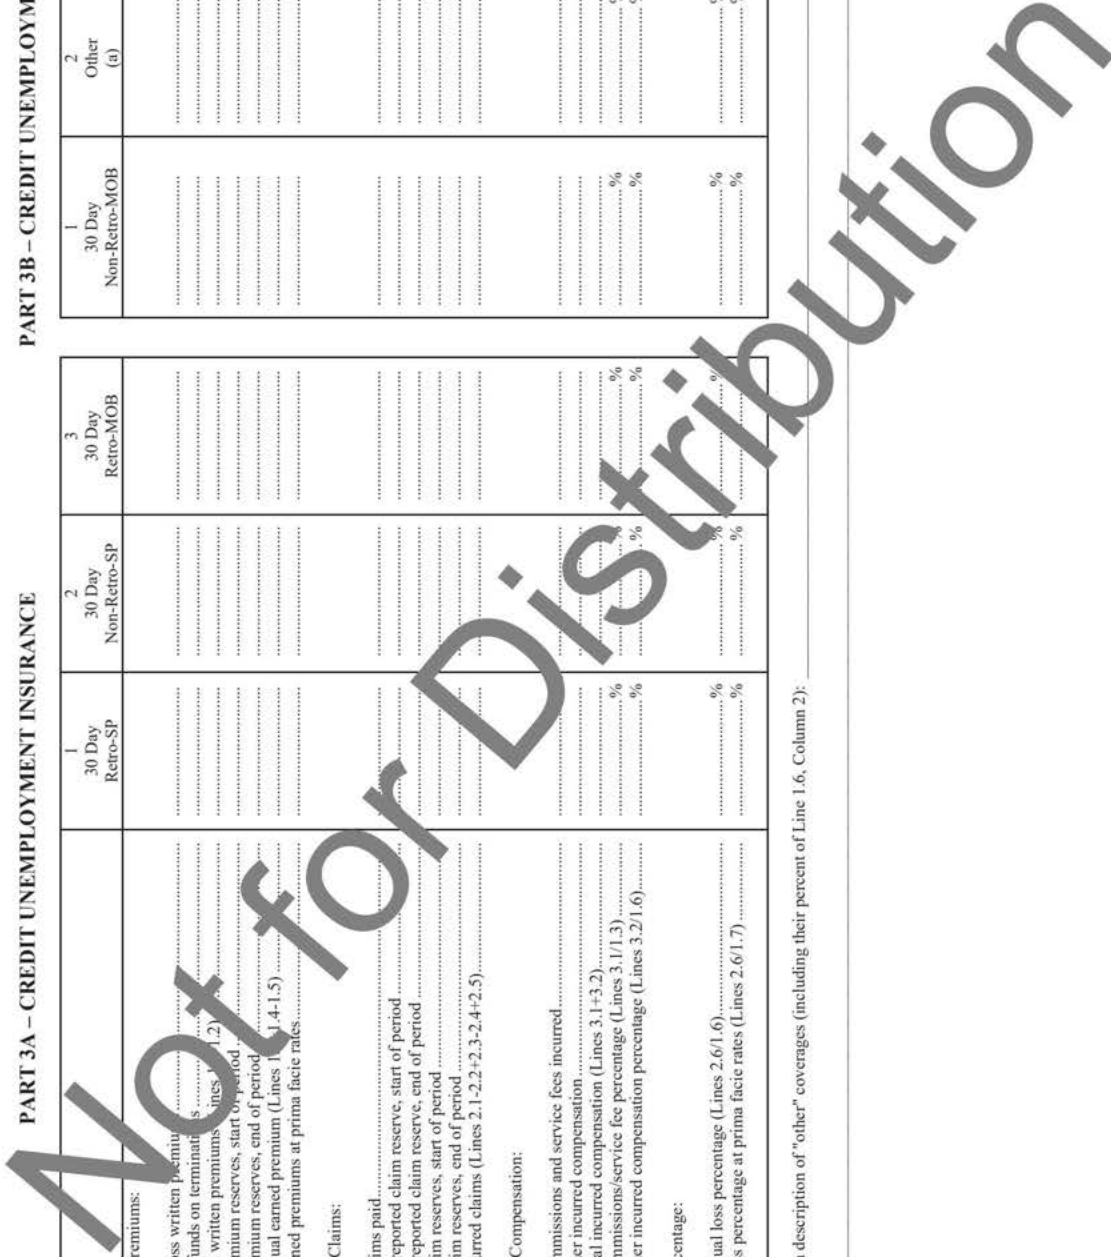 PART 3A – CREDIT UNEMPLOYMENT INSURANCE
1
30 Day
Retro-SP
2
30 Day
Non-Retro-SP
3
30 Day
Retro-MOB
remiums:
ss written premiu
funds on terminations
written premiums 1.2)
mium reserves, start of period
mium reserves, end of period
ual earned premium (Lines 1 1.4-1.5)
ned premiums at prima facie rates
Claims:
ims paid
reported claim reserve, start of period
reported claim reserve, end of period
im reserves, start of period
im reserves, end of period
urred claims (Lines 2.1-2.2+2.3-2.4+2.5)
Compensation:
mmissions and service fees incurred
er incurred compensation
al incurred compensation (Lines 3.1+3.2)
mmissions/service fee percentage (Lines 3.1/1.3) % % %
er incurred compensation percentage (Lines 3.2/1.6) % % %
centage:
ual loss percentage (Lines 2.6/1.6) % % %
s percentage at prima facie rates (Lines 2.6/1.7) % %
description of "other" coverages (including their percent of Line 1.6, Column 2):
PART 3B – CREDIT UNEMPLOYM
1
30 Day
Non-Retro-MOB
2
Other
(a)
%
%
%
%
Not for Distribution